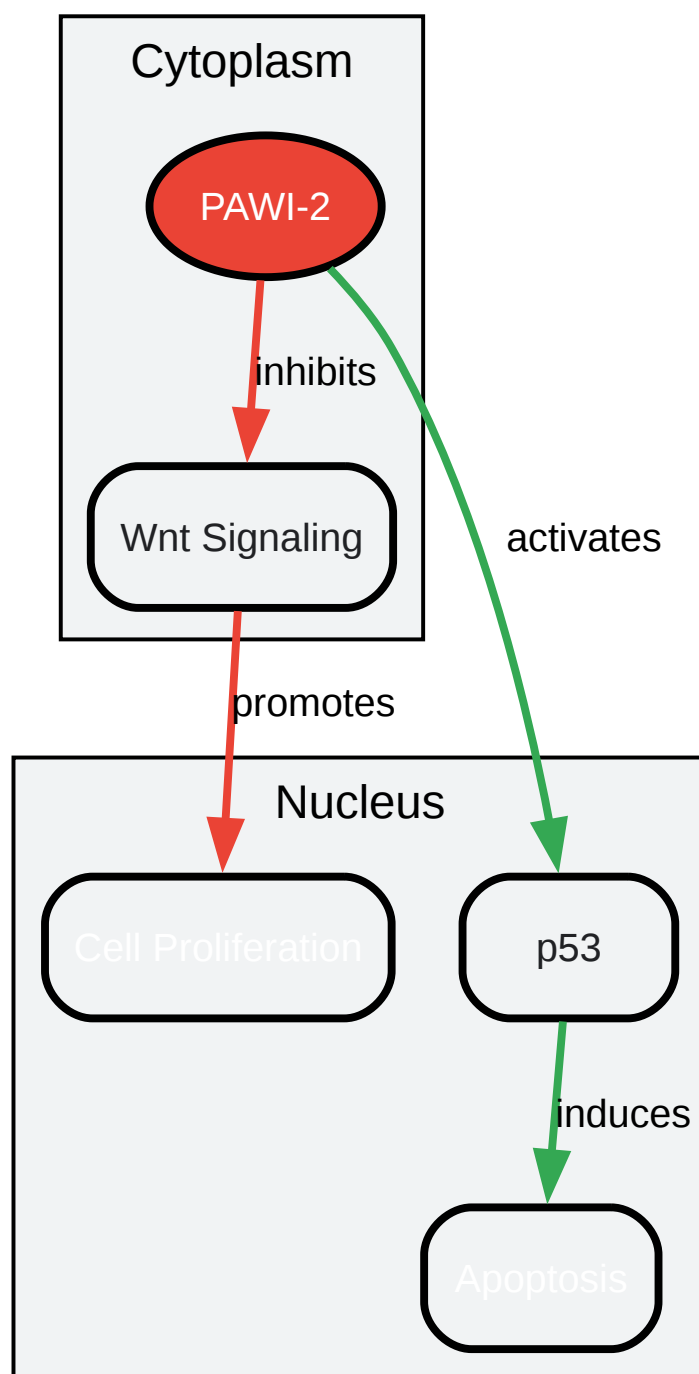 Cytoplasm
PAWI-2
inhibits
Wnt Signaling
activates
promotes
Nucleus
Cell Proliferation
p53
induces
Apoptosis